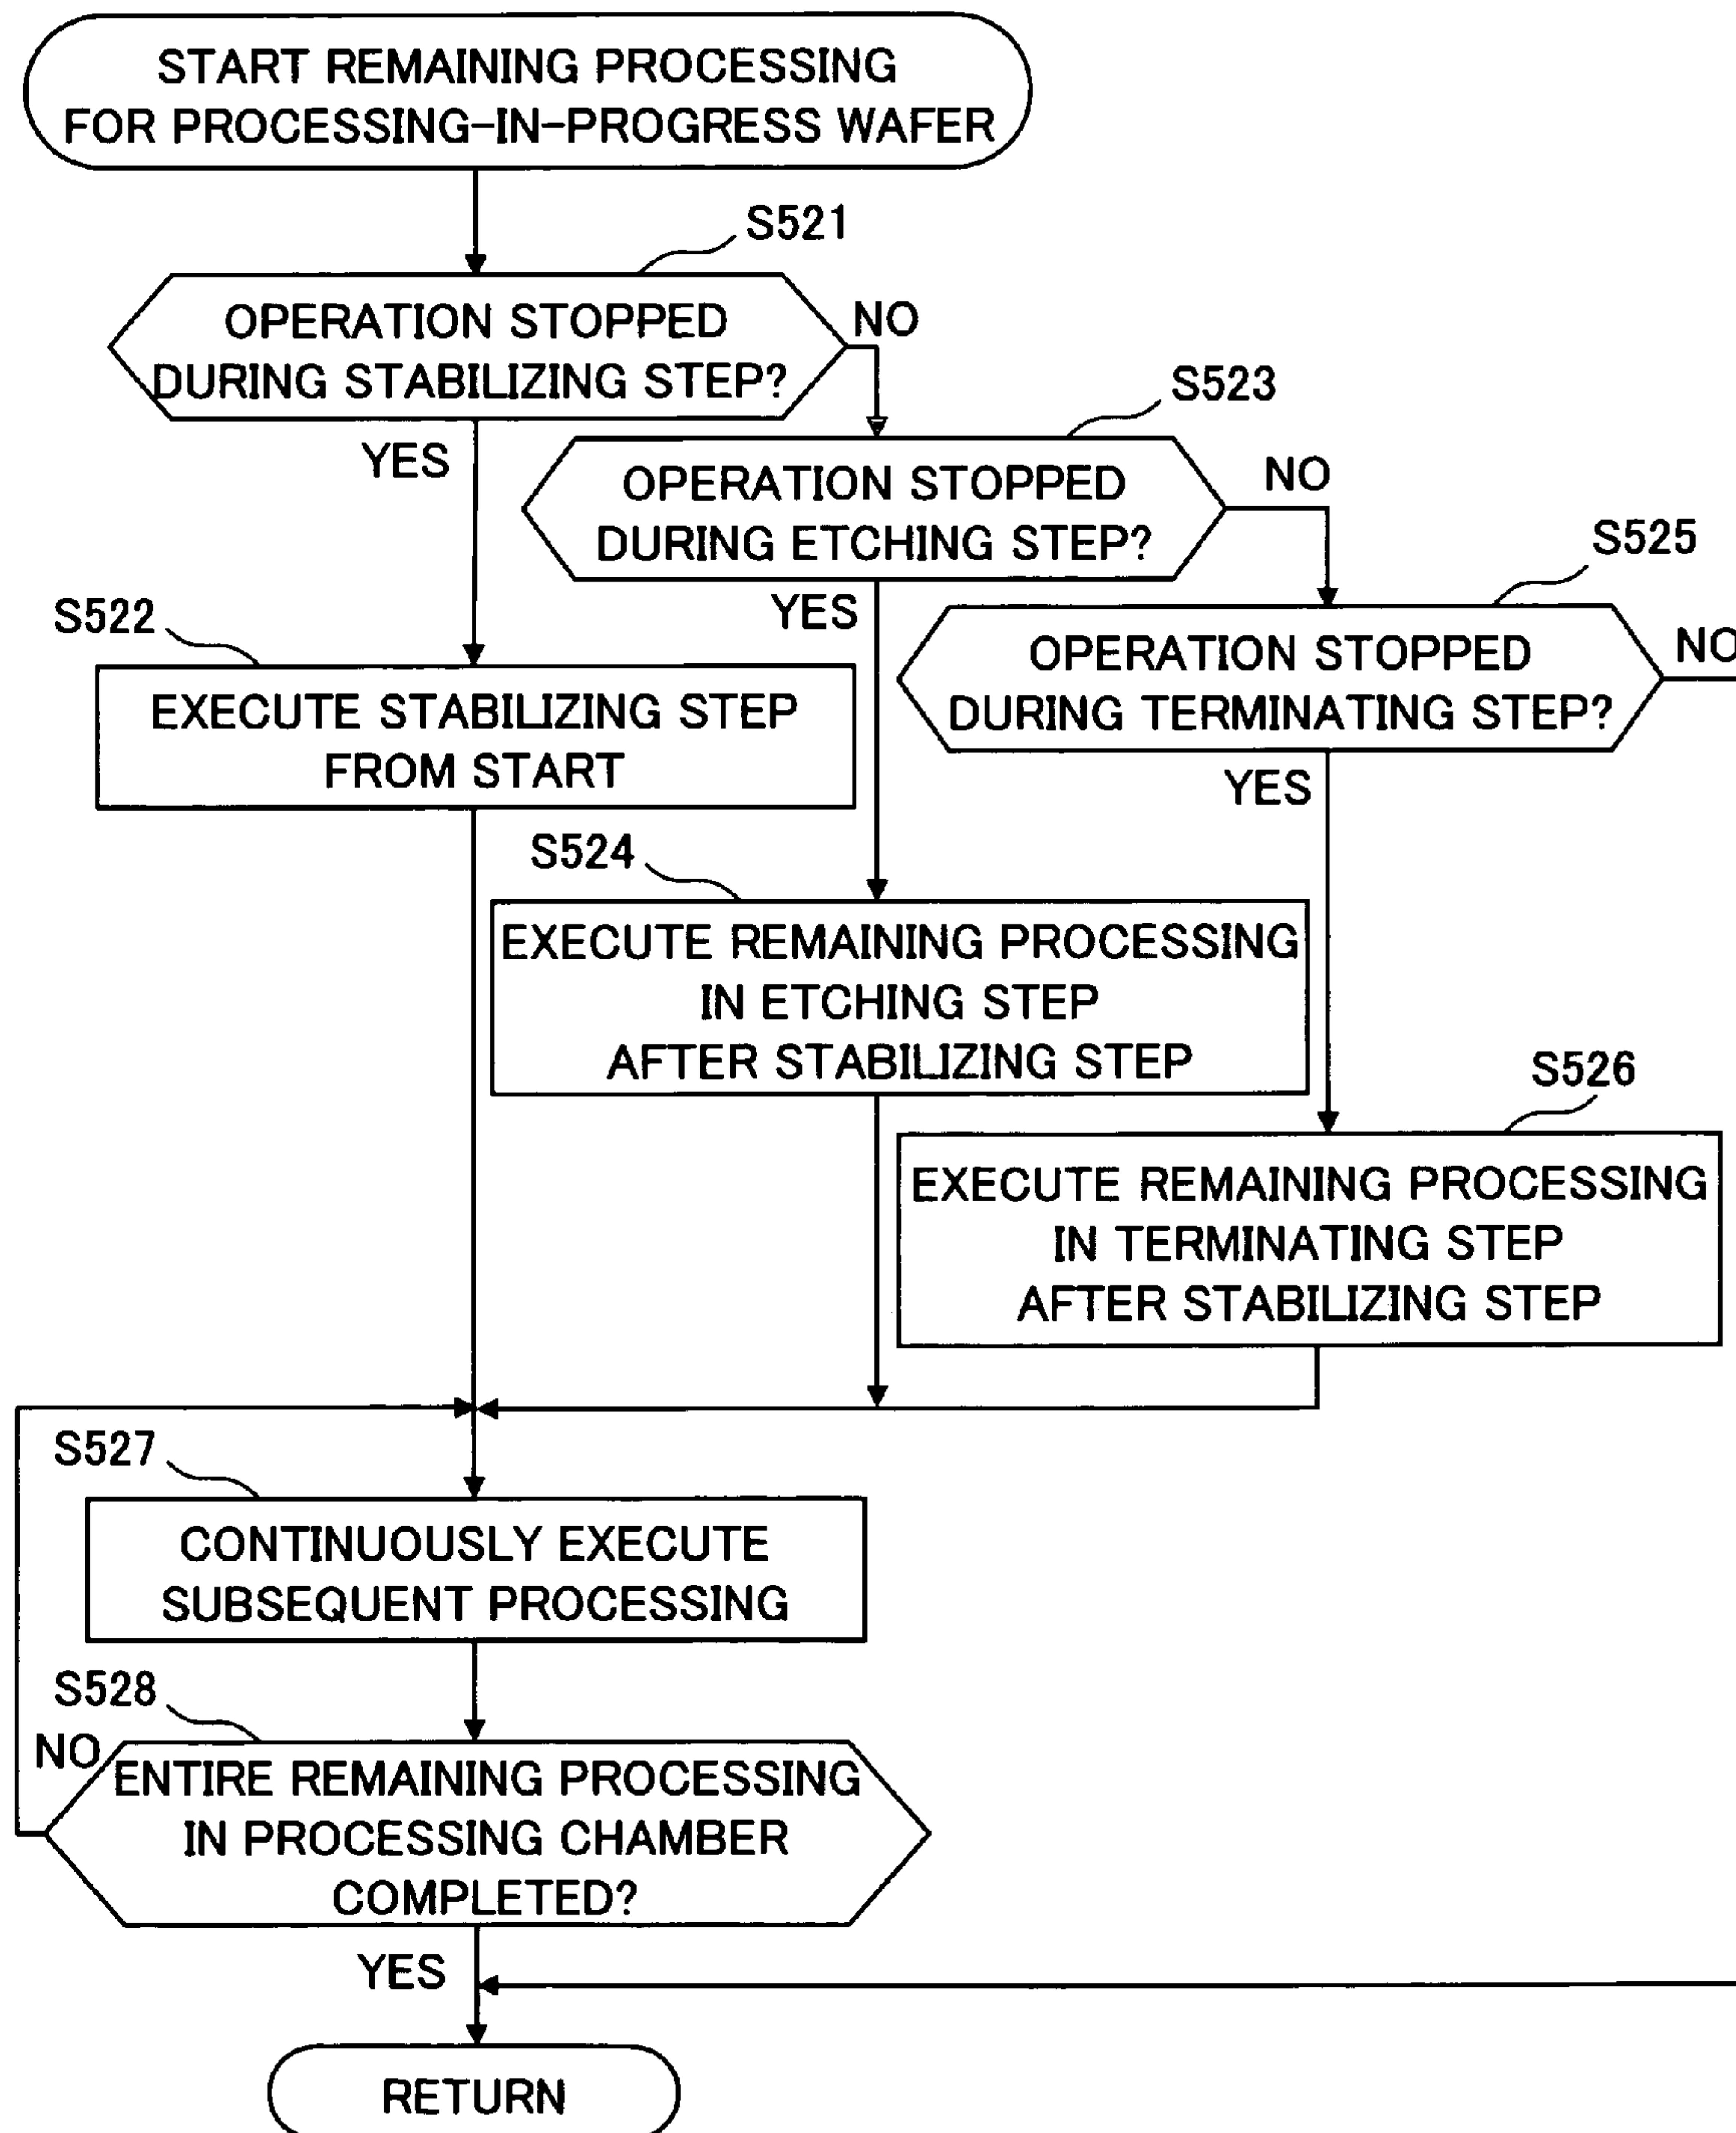 START REMAINING PROCESSING
FOR PROCESSING-IN-PROGRESS WAFER
S521
OPERATION STOPPED
DURING STABILIZING STEP?
NO
YES
S523
OPERATION STOPPED
DURING ETCHING STEP?
NO
YES
S525
OPERATION STOPPED
DURING TERMINATING STEP?
NO
YES
S522
EXECUTE STABILIZING STEP
FROM START
S524
EXECUTE REMAINING PROCESSING
IN ETCHING STEP
AFTER STABILIZING STEP
S526
EXECUTE REMAINING PROCESSING
IN TERMINATING STEP
AFTER STABILIZING STEP
S527
CONTINUOUSLY EXECUTE
SUBSEQUENT PROCESSING
S528
NO
ENTIRE REMAINING PROCESSING
IN PROCESSING CHAMBER
COMPLETED?
YES
RETURN